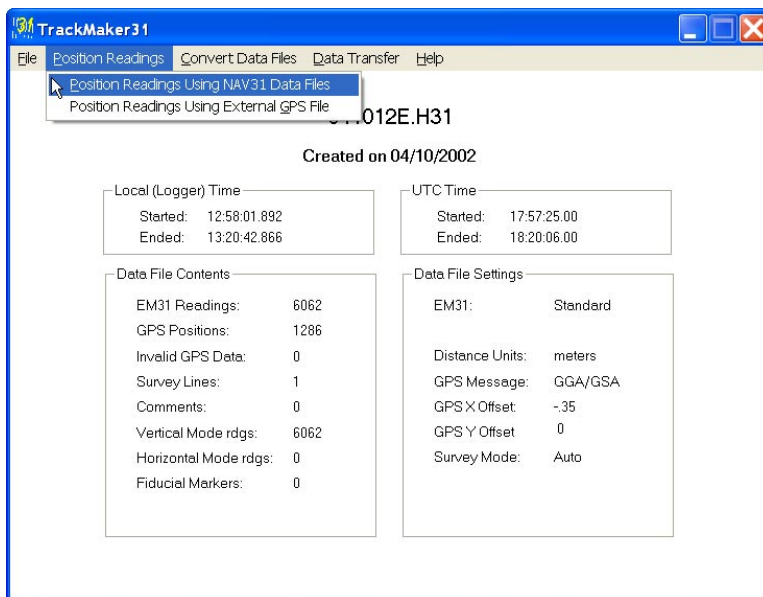 TrackMaker31
File Position Readings Convert Data Files Data Transfer Help
Position Readings Using NAV31 Data Files
Position Readings Using External GPS File
012E.H31
Created on 04/10/2002
Local (Logger) Time
Started: 12:58:01.892
Ended: 13:20:42.866
UTC Time
Started: 17:57:25.00
Ended: 18:20:06.00
Data File Contents
EM31 Readings: 6062
GPS Positions: 1286
Invalid GPS Data: 0
Survey Lines: 1
Comments: 0
Vertical Mode rdgs: 6062
Horizontal Mode rdgs: 0
Fiducial Markers: 0
Data File Settings
EM31: Standard
Distance Units: meters
GPS Message: GGA/GSA
GPS X Offset: -.35
GPS Y Offset 0
Survey Mode: Auto